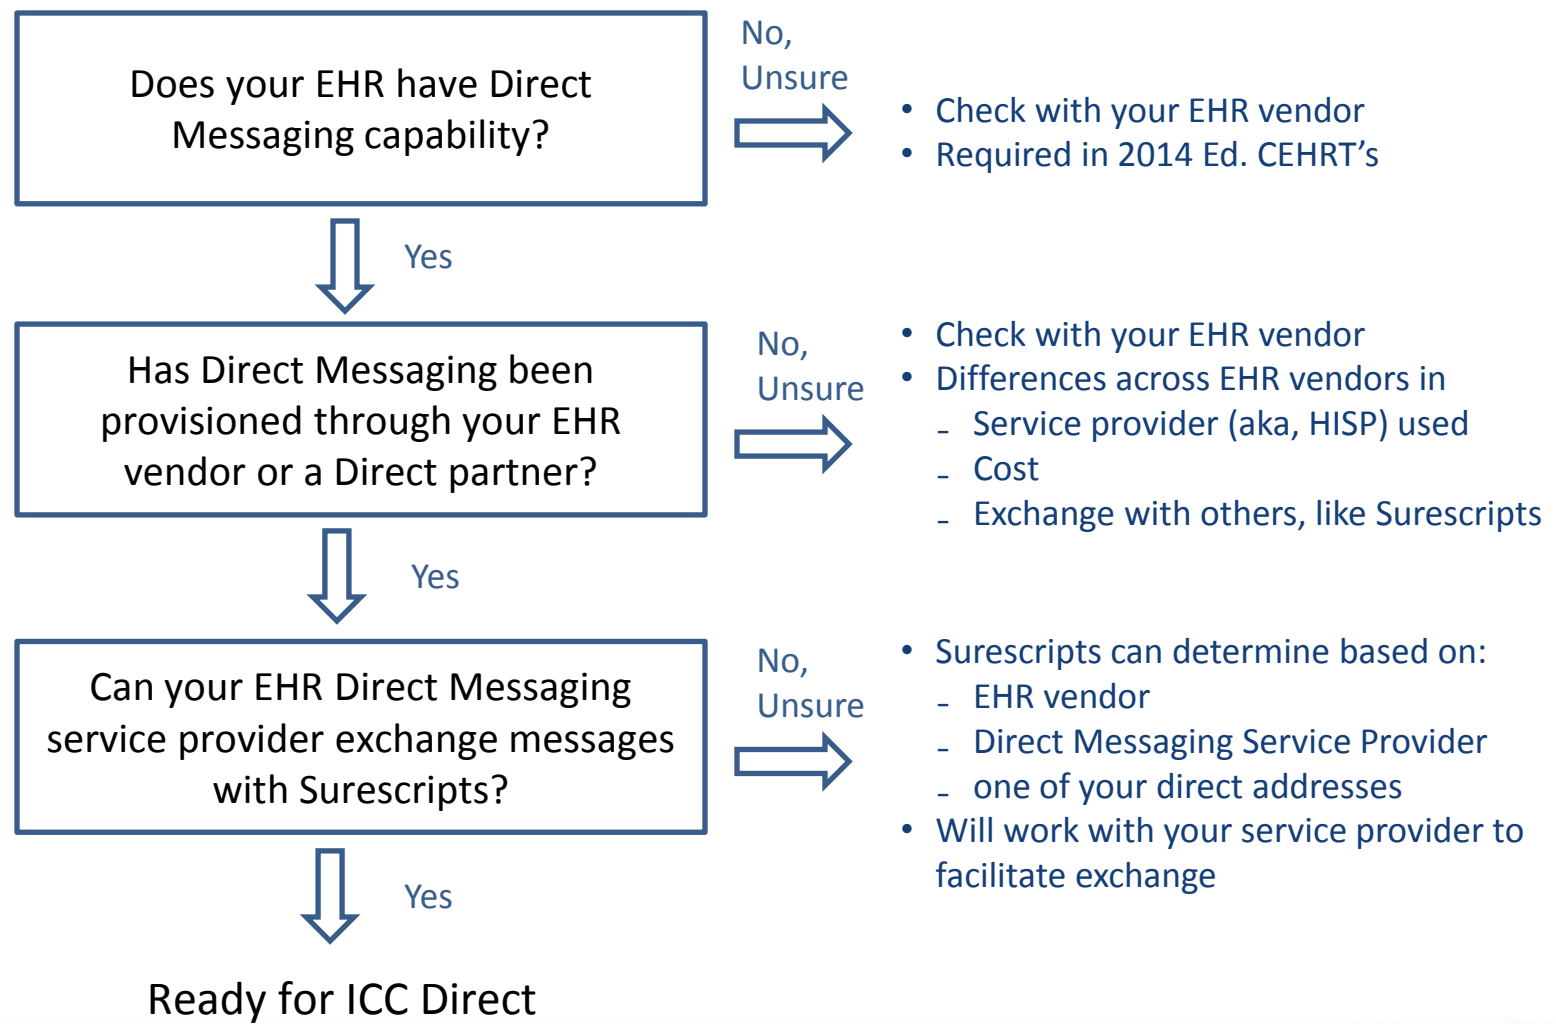 Does your EHR have Direct
Messaging capability?
No,
Unsure
• Check with your EHR vendor
• Required in 2014 Ed. CEHRT’s
Yes
Has Direct Messaging been
provisioned through your EHR
vendor or a Direct partner?
No,
Unsure
• Check with your EHR vendor
• Differences across EHR vendors in
- Service provider (aka, HISP) used
- Cost
- Exchange with others, like Surescripts
Yes
Can your EHR Direct Messaging
service provider exchange messages
with Surescripts?
No,
Unsure
• Surescripts can determine based on:
- EHR vendor
- Direct Messaging Service Provider
- one of your direct addresses
• Will work with your service provider to
facilitate exchange
Yes
Ready for ICC Direct